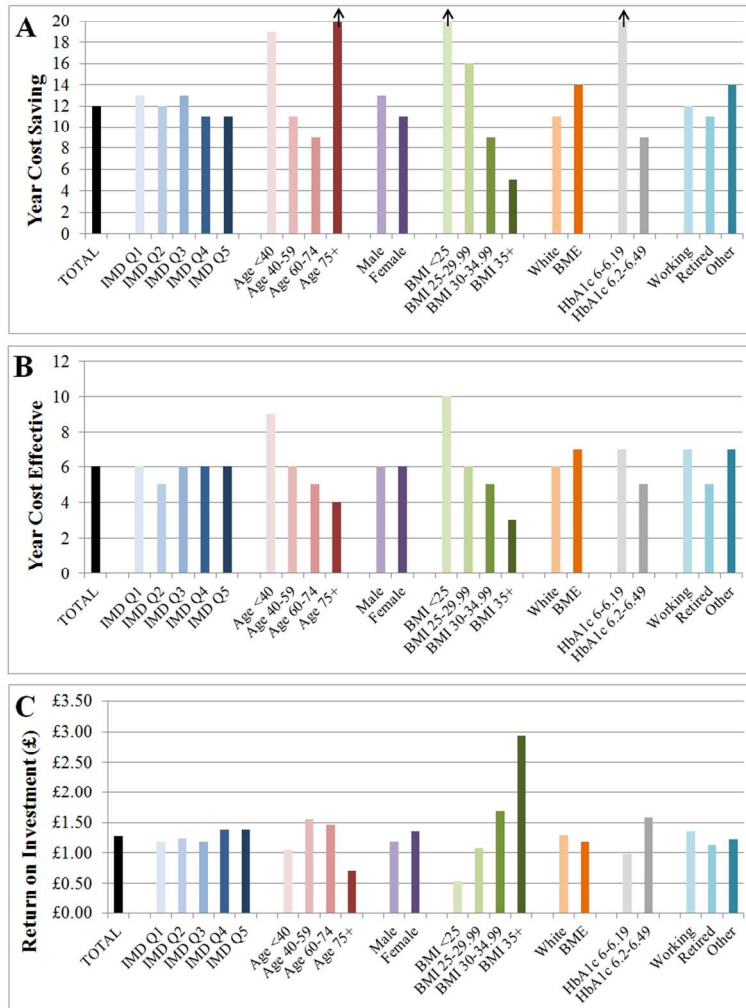 A
Year Cost Saving
20
18
16
14
12
10
8
6
4
2
0
TOTAL
IMD Q1
IMD Q2
IMD Q3
IMD Q4
IMD Q5
Age <40
Age 40-59
Age 60-74
Age 75+
Male
Female
BMI <25
BMI 25-29.99
BMI 30-34.99
BMI 35+
White
BME
HbA1c 6-6.19
HbA1c 6.2-6.49
Working
Retired
Other
B
Year Cost Effective
12
10
8
6
4
2
0
TOTAL
IMD Q1
IMD Q2
IMD Q3
IMD Q4
IMD Q5
Age <40
Age 40-59
Age 60-74
Age 75+
Male
Female
BMI <25
BMI 25-29.99
BMI 30-34.99
BMI 35+
White
BME
HbA1c 6-6.19
HbA1c 6.2-6.49
Working
Retired
Other
C
Return on Investment (£)
£3.50
£3.00
£2.50
£2.00
£1.50
£1.00
£0.50
£0.00
TOTAL
IMD Q1
IMD Q2
IMD Q3
IMD Q4
IMD Q5
Age <40
Age 40-59
Age 60-74
Age 75+
Male
Female
BMI <25
BMI 25-29.99
BMI 30-34.99
BMI 35+
White
BME
HbA1c 6-6.19
HbA1c 6.2-6.49
Working
Retired
Other